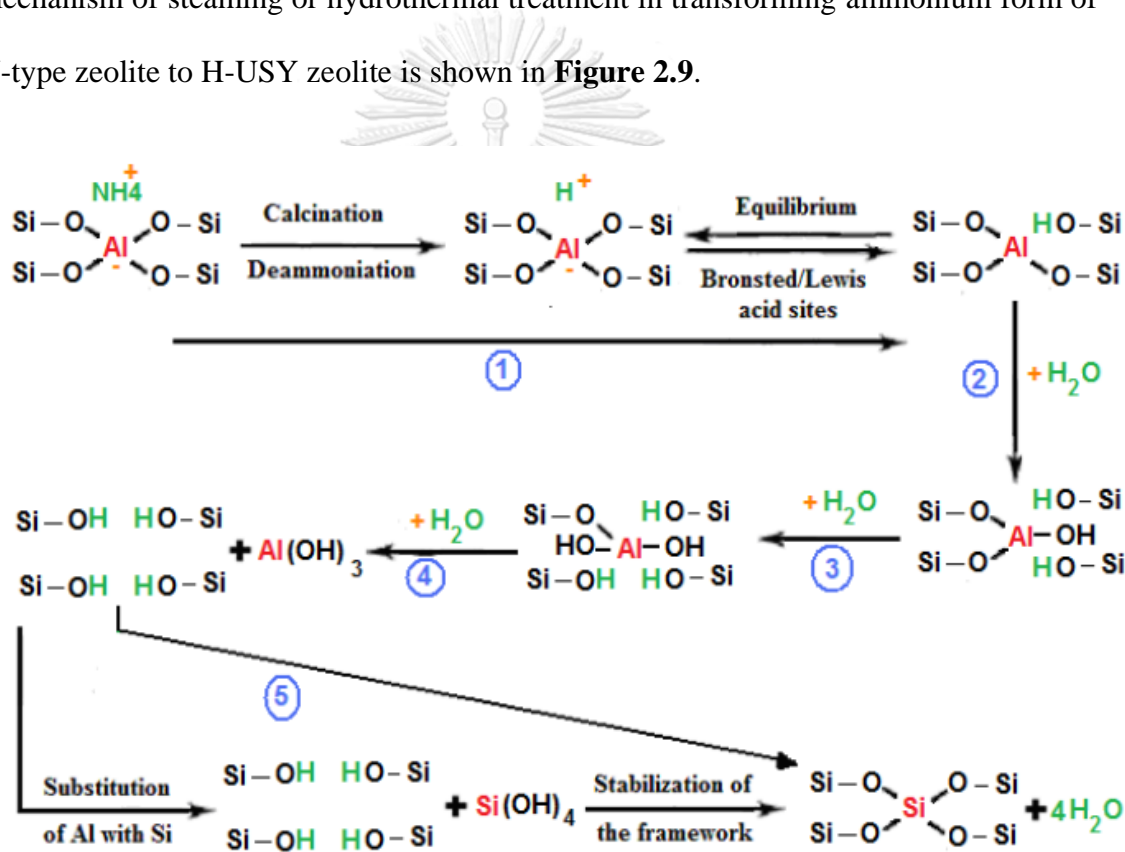 mechanism of steaming or hydrothermal treatment in transforming ammonium form of
-type zeolite to H-USY zeolite is shown in Figure 2.9.
NH4 +
Si–O O–Si
Al
Si–O - O–Si
Calcination
Deammoniation
H+
Si–O O–Si
Al
Si–O - O–Si
Equilibrium
Bronsted/Lewis
acid sites
Si–O HO–Si
Al
Si–O O–Si
1
2 +H2O
Si–O HO–Si
Al–OH
Si–O HO–Si
+H2O
3
Si–O HO–Si
HO–Al–OH
Si–OH HO–Si
+H2O
4
Si–OH HO–Si
+Al(OH)3
Si–OH HO–Si
5
Substitution
of Al with Si
Si–OH HO–Si
+Si(OH)4
Si–OH HO–Si
Stabilization of
the framework
Si–O O–Si
Si +4H2O
Si–O O–Si